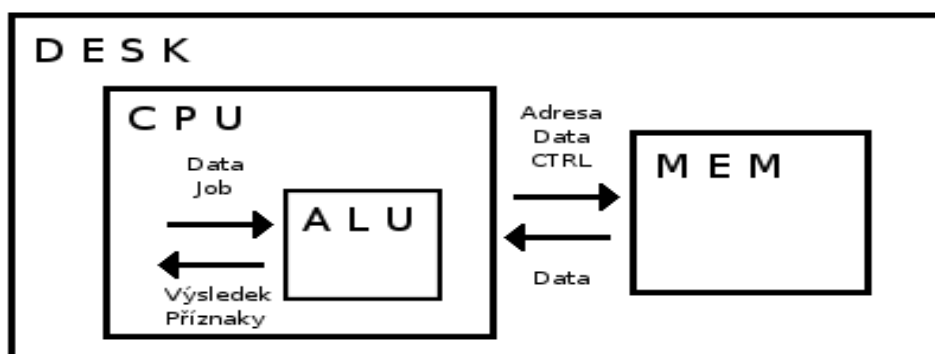 D E S K
C P U
Data
Job
A L U
Výsledek
Příznaky
Adresa
Data
CTRL
Data
M E M